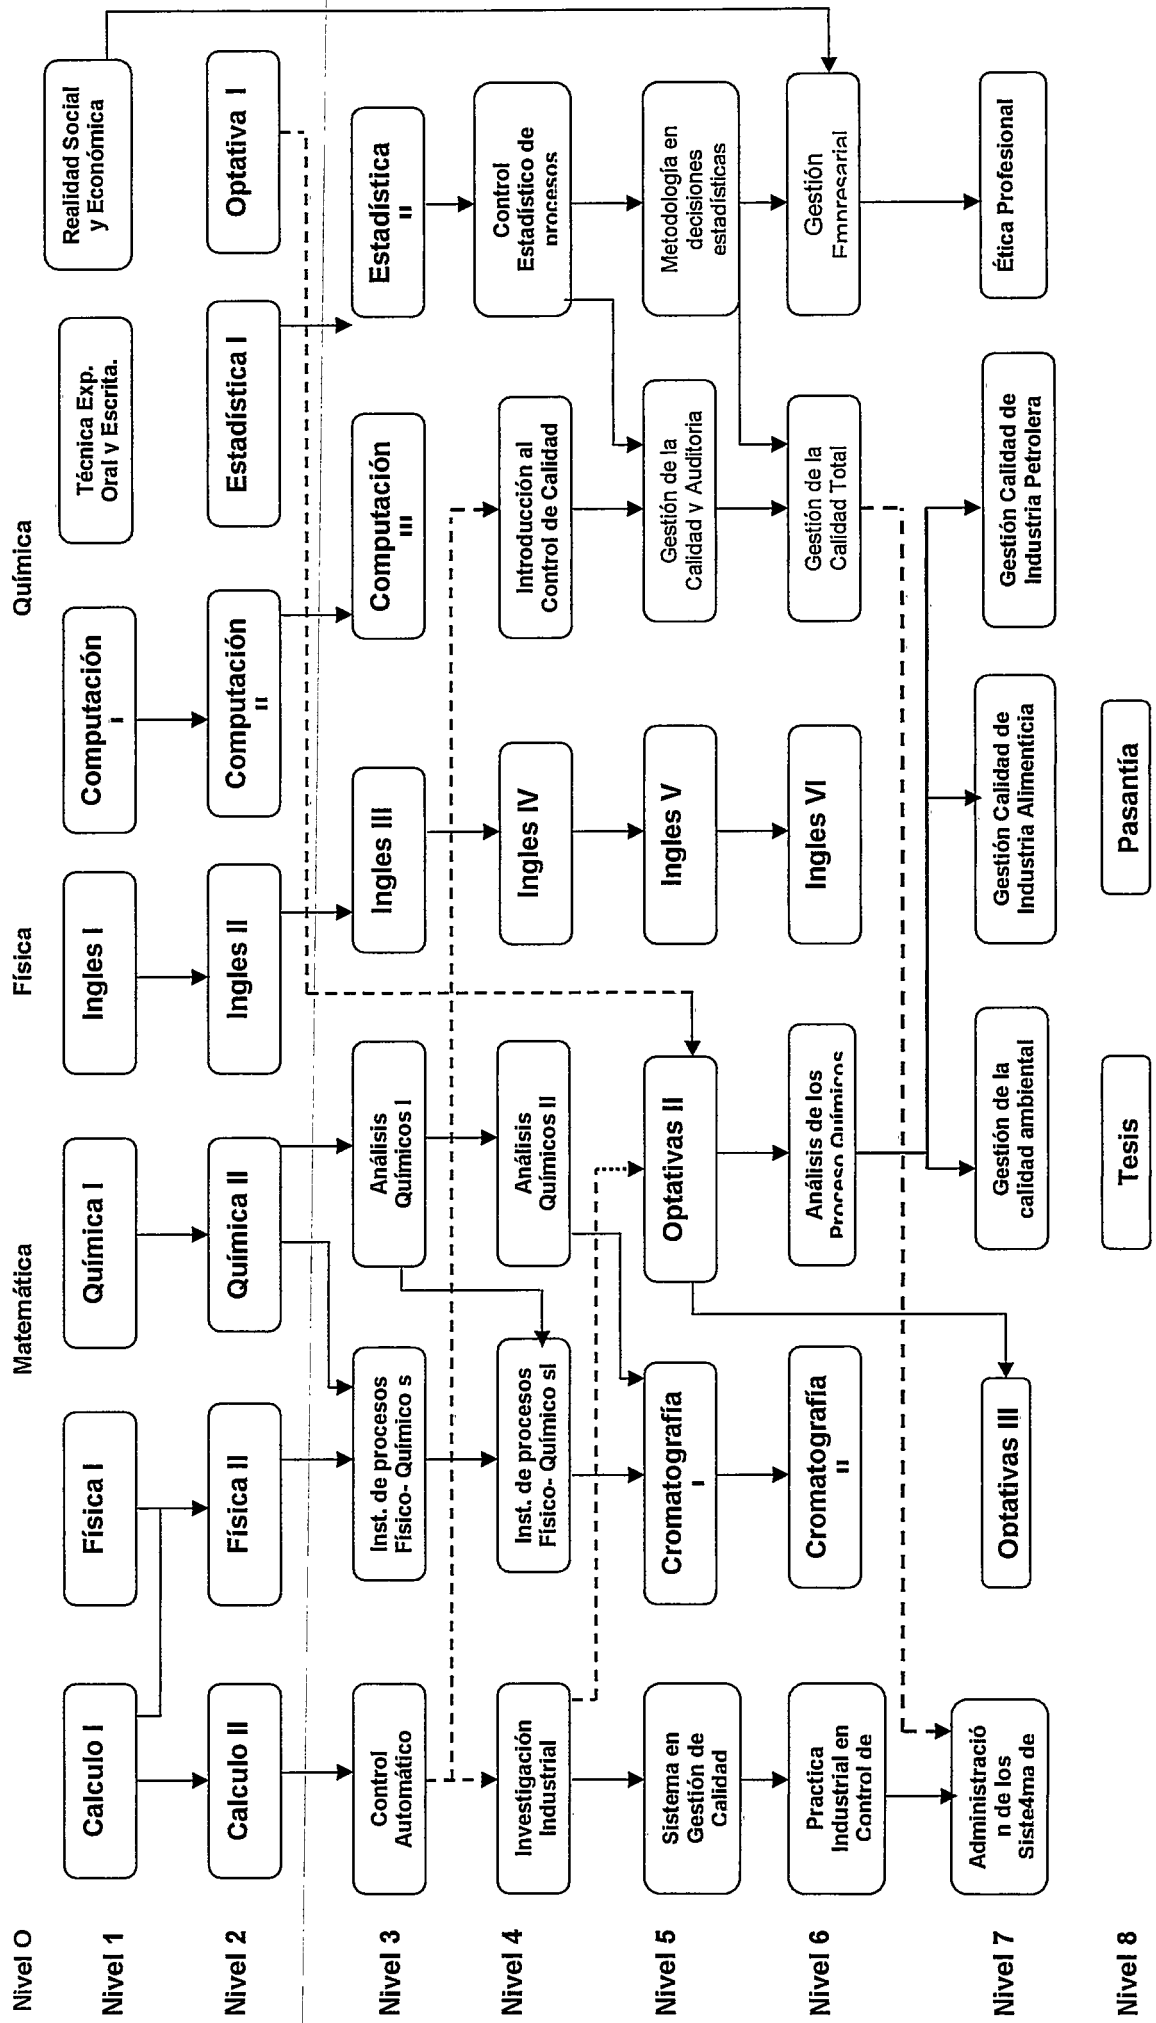 Nivel O
Matemática
Física
Química
Nivel 1
Calculo I
Física I
Química I
Ingles I
Computación
I
Técnica Exp.
Oral y Escrita.
Realidad Social
y Económica
Nivel 2
Calculo II
Física II
Química II
Ingles II
Computación
II
Estadística I
Optativa I
Nivel 3
Control
Automático
Inst. de procesos
Físico- Químico s
Análisis
Químicos I
Ingles III
Computación
III
Estadística
II
Nivel 4
Investigación
Industrial
Inst. de procesos
Físico- Químico sI
Análisis
Químicos II
Ingles IV
Introducción al
Control de Calidad
Control
Estadístico de
procesos
Nivel 5
Sistema en
Gestión de
Calidad
Cromatografía
I
Optativas II
Ingles V
Gestión de la
Calidad y Auditoria
Metodología en
decisiones
estadísticas
Nivel 6
Practica
Industrial en
Control de
Cromatografía
II
Análisis de los
Proceso Químicos
Ingles VI
Gestión de la
Calidad Total
Gestión
Empresarial
Nivel 7
Administració
n de los
Siste4ma de
Optativas III
Gestión de la
calidad ambiental
Gestión Calidad de
Industria Alimenticia
Gestión Calidad de
Industria Petrolera
Ética Profesional
Nivel 8
Tesis
Pasantía